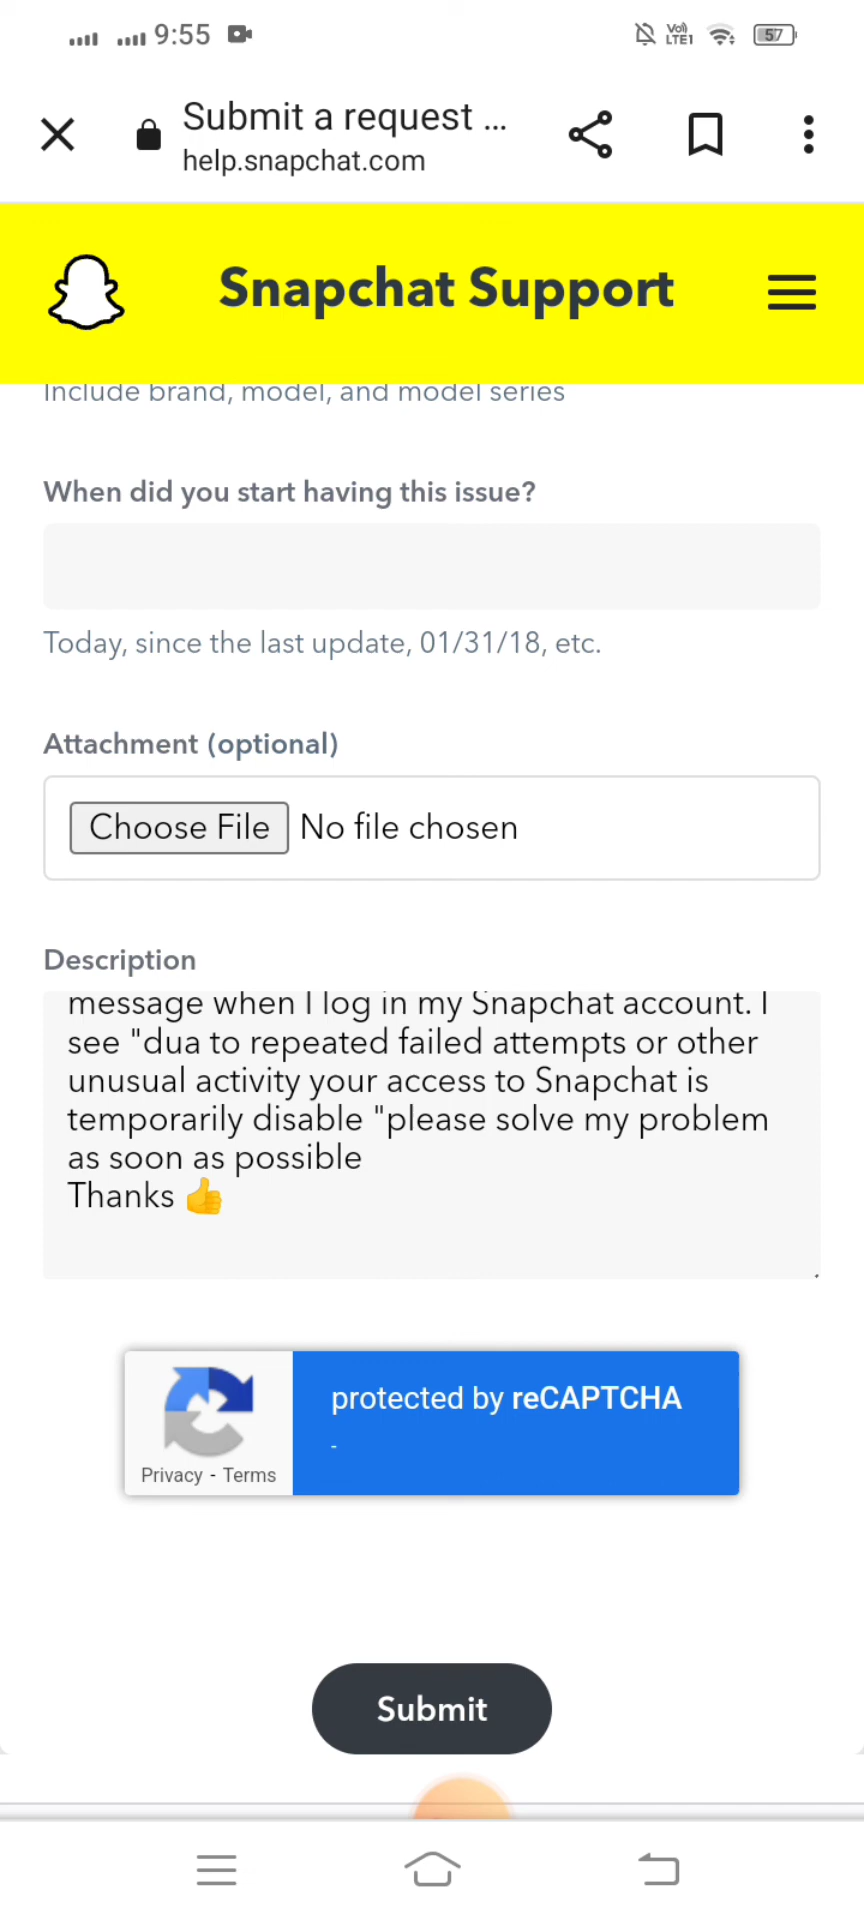 9:55
Vo))
LTE1
57
Submit a request ...
help.snapchat.com
Snapchat Support
Include brand, model, and model series
When did you start having this issue?
Today, since the last update, 01/31/18, etc.
Attachment (optional)
Choose File No file chosen
Description
message when I log in my Snapchat account. I
see "dua to repeated failed attempts or other
unusual activity your access to Snapchat is
temporarily disable "please solve my problem
as soon as possible
Thanks 👍
protected by reCAPTCHA
-
Privacy - Terms
Submit